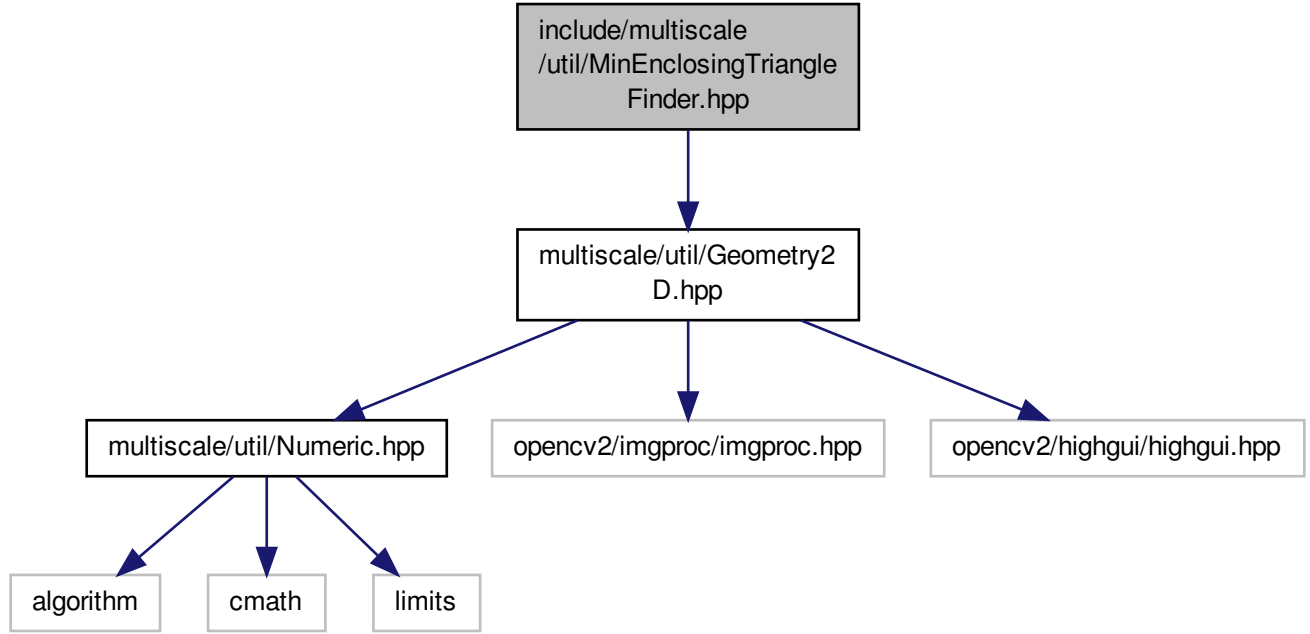 include/multiscale
/util/MinEnclosingTriangle
Finder.hpp
multiscale/util/Geometry2
D.hpp
multiscale/util/Numeric.hpp
opencv2/imgproc/imgproc.hpp
opencv2/highgui/highgui.hpp
algorithm
cmath
limits